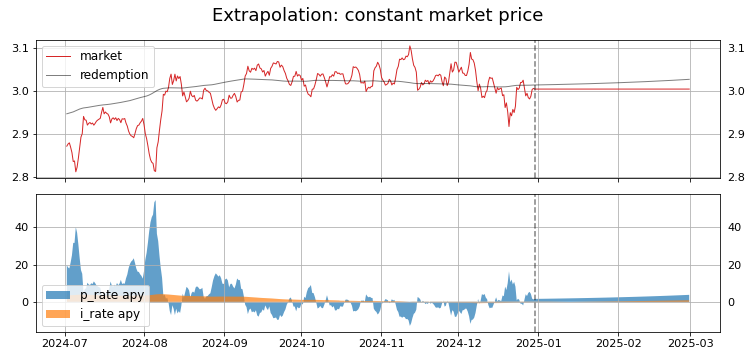 Extrapolation: constant market price
3.1
3.0
2.9
2.8
market
redemption
3.1
3.0
2.9
2.8
40
20
0
p_rate apy
i_rate apy
40
20
0
2024-07 2024-08 2024-09 2024-10 2024-11 2024-12 2025-01 2025-02 2025-03